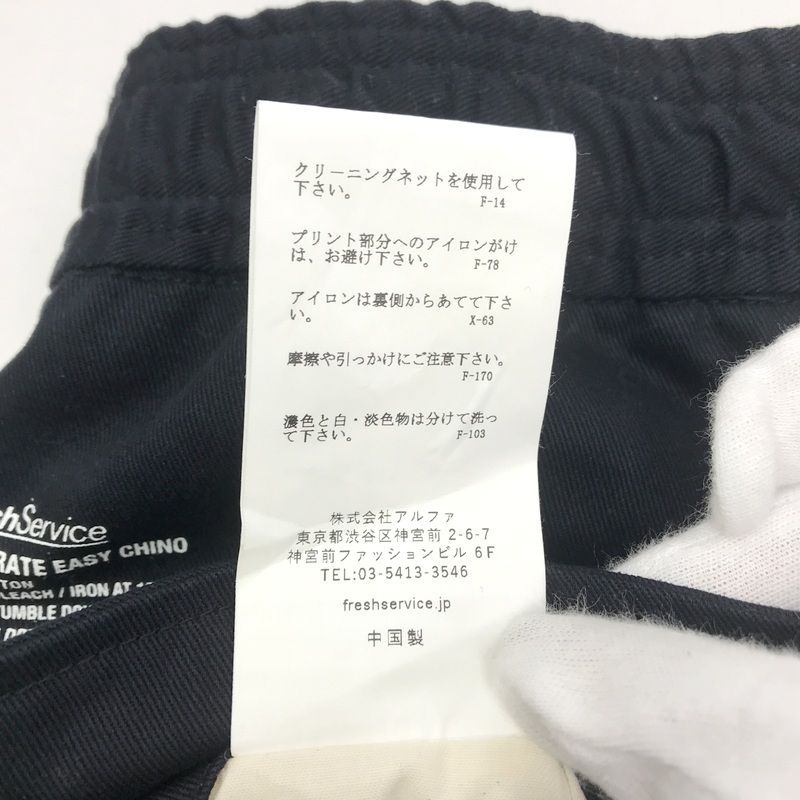 クリーニングネットを使用して
下さい。 F-14
プリント部分へのアイロンがけ
は、お避け下さい。 F-78
アイロンは裏側からあてて下さ
い。 X-63
摩擦や引っかけにご注意下さい。
F-170
濃色と白・淡色物は分けて洗っ
て下さい。 F-103
株式会社アルファ
東京都渋谷区神宮前 2-6-7
神宮前ファッションビル 6F
TEL:03-5413-3546
freshservice.jp
中国製
Service
EASY CHINO
/ IRON AT
TUMBLE